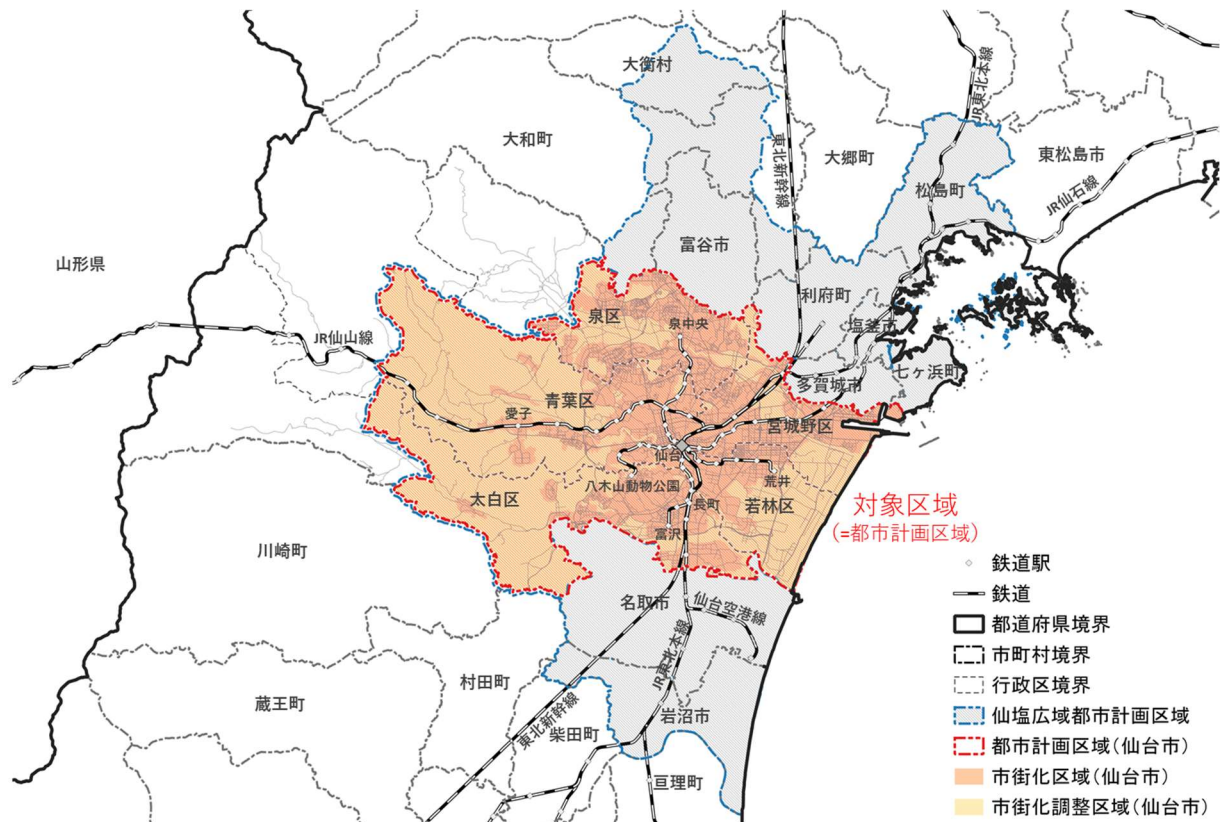 大衡村
大和町
大郷町
東北新幹線
JR東北本線
東松島市
松島町
JR仙石線
富谷市
山形県
利府町
塩釜市
泉区
泉中央
JR仙山線
七ヶ浜町
多賀城市
青葉区
愛子
宮城野区
仙台
八木山動物公園
荒井
太白区
長町
若林区
富沢
対象区域
(=都市計画区域)
川崎町
名取市
仙台空港線
JR東北本線
村田町
蔵王町
東北新幹線
柴田町
岩沼市
亘理町
鉄道駅
鉄道
都道府県境界
市町村境界
行政区境界
仙塩広域都市計画区域
都市計画区域(仙台市)
市街化区域(仙台市)
市街化調整区域(仙台市)